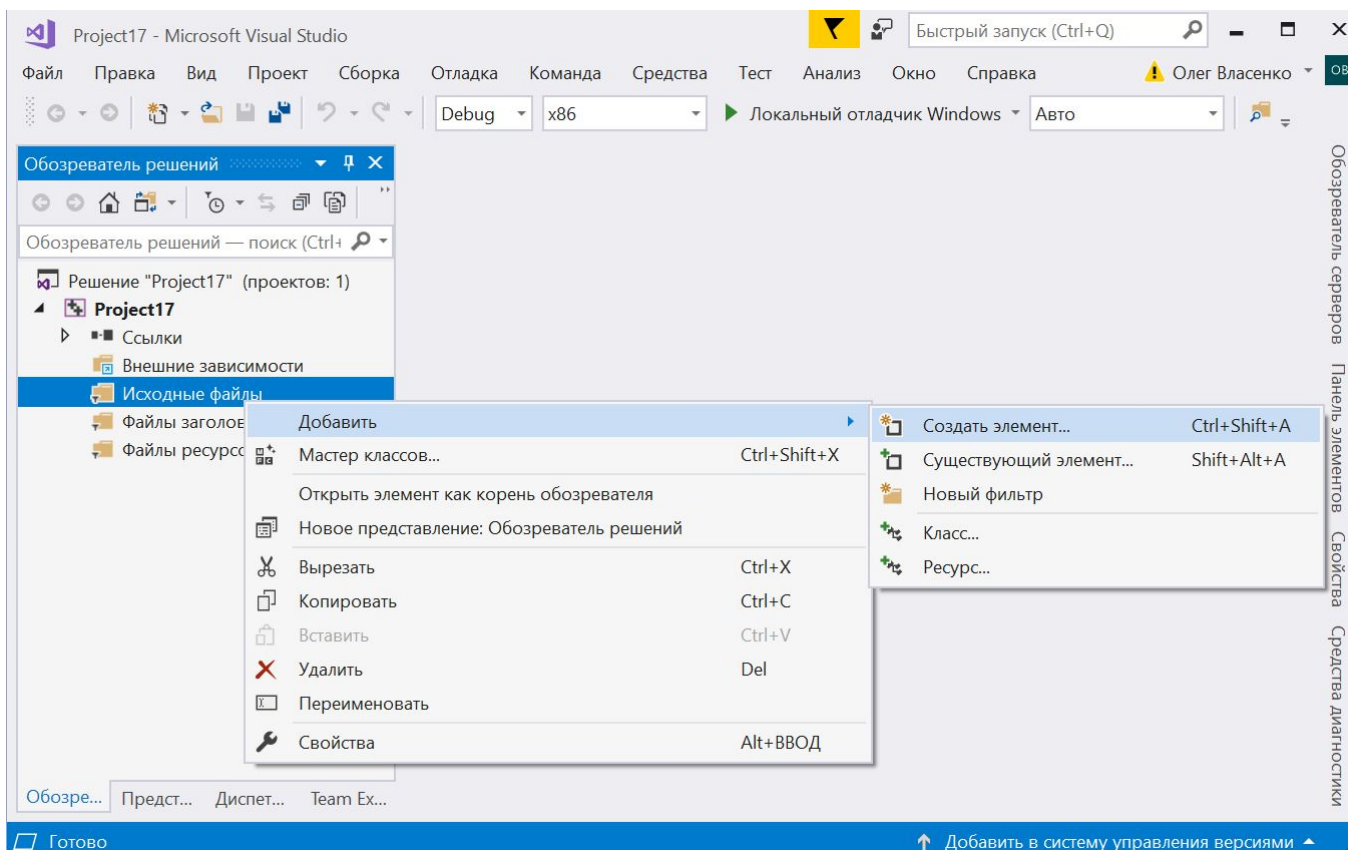 Project17 - Microsoft Visual Studio
Быстрый запуск (Ctrl+Q)
Файл Правка Вид Проект Сборка Отладка Команда Средства Тест Анализ Окно Справка Олег Власенко ОВ
Debug x86 Локальный отладчик Windows Авто
Обозреватель решений
Обозреватель решений — поиск (Ctrl+
Решение "Project17" (проектов: 1)
Project17
Ссылки
Внешние зависимости
Исходные файлы
Файлы заголов
Файлы ресурсо
Добавить
Мастер классов... Ctrl+Shift+X
Открыть элемент как корень обозревателя
Новое представление: Обозреватель решений
Вырезать Ctrl+X
Копировать Ctrl+C
Вставить Ctrl+V
Удалить Del
Переименовать
Свойства Alt+ВВОД
Создать элемент... Ctrl+Shift+A
Существующий элемент... Shift+Alt+A
Новый фильтр
Класс...
Ресурс...
Обозреватель серверов
Панель элементов
Свойства
Средства диагностики
Обозре... Предст... Диспет... Team Ex...
Готово Добавить в систему управления версиями